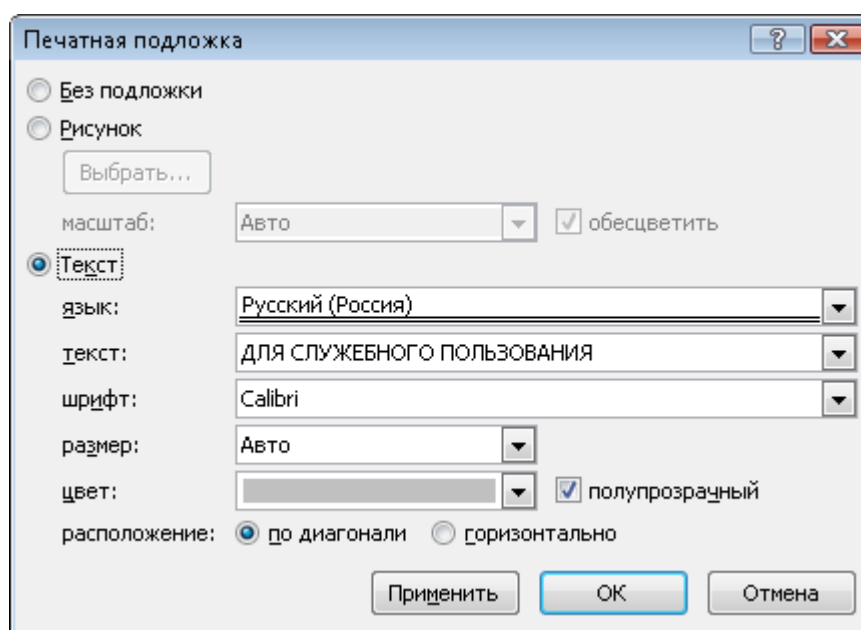 Печатная подложка
Без подложки
Рисунок
Выбрать...
масштаб: Авто обесцветить
Текст
язык: Русский (Россия)
текст: ДЛЯ СЛУЖЕБНОГО ПОЛЬЗОВАНИЯ
шрифт: Calibri
размер: Авто
цвет: полупрозрачный
расположение: по диагонали горизонтально
Применить ОК Отмена